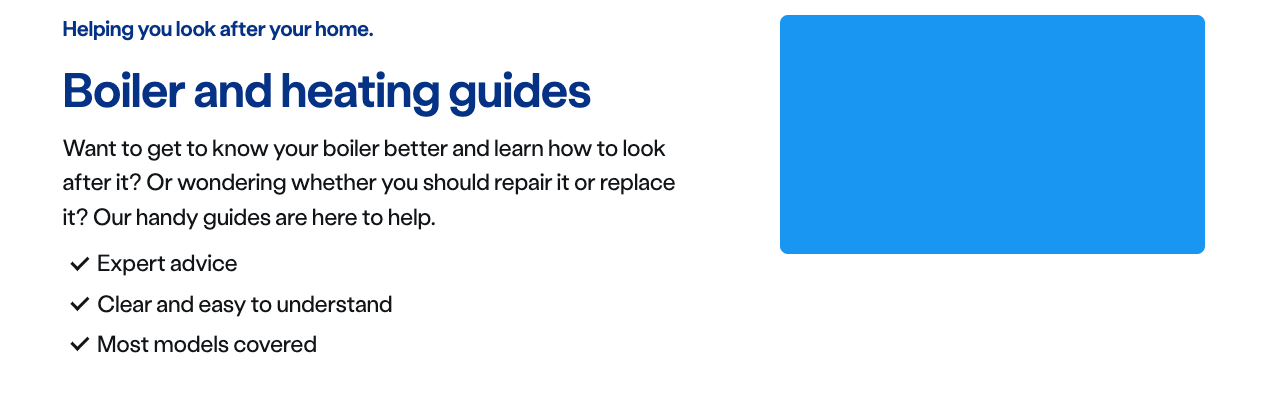 Helping you look after your home.
Boiler and heating guides
Want to get to know your boiler better and learn how to look
after it? Or wondering whether you should repair it or replace
it? Our handy guides are here to help.
Expert advice
Clear and easy to understand
Most models covered